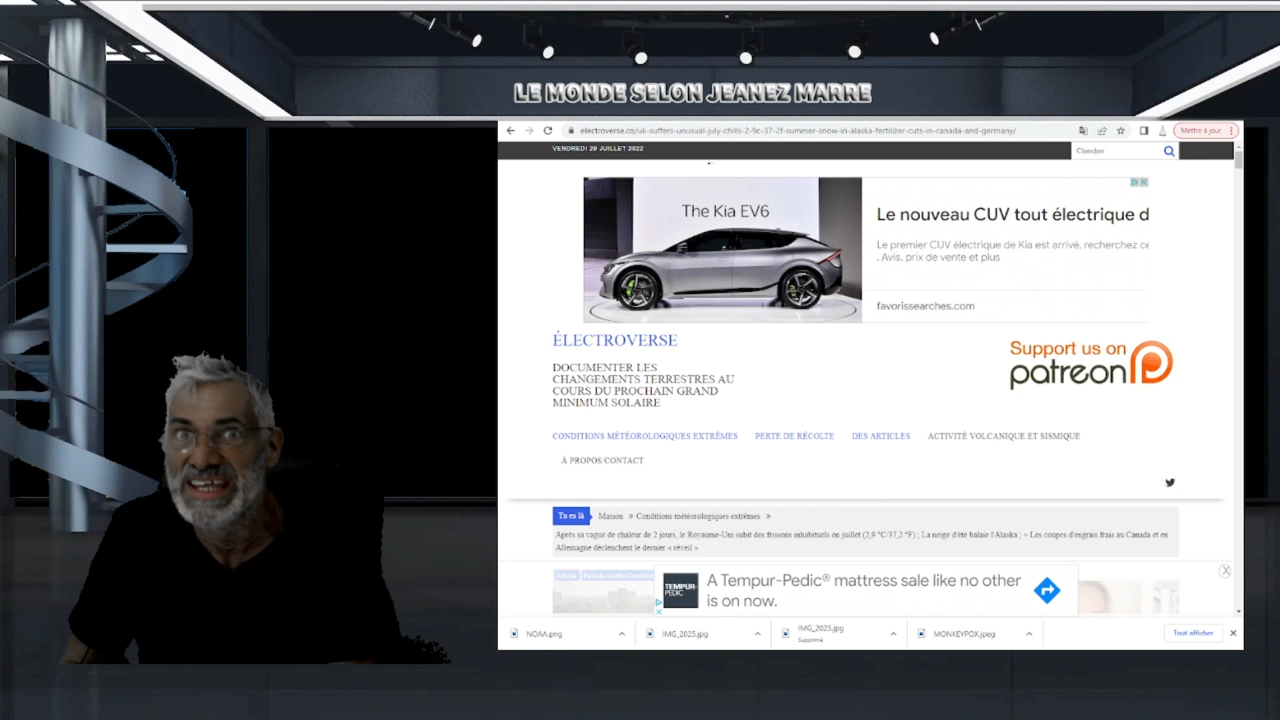 LE MONDE SELON JEANEZ MARRE
electroverse.co/uk-suffers-unusual-july-chills-2-9c-37-2f-summer-snow-in-alaska-fertilizer-cuts-in-canada-and-germany/
Mettre à jour
VENDREDI 29 JUILLET 2022
Chercher
The Kia EV6
Le nouveau CUV tout électrique d
Le premier CUV électrique de Kia est arrivé, recherchez ce
. Avis, prix de vente et plus
favorissearches.com
ÉLECTROVERSE
DOCUMENTER LES
CHANGEMENTS TERRESTRES AU
COURS DU PROCHAIN GRAND
MINIMUM SOLAIRE
Support us on
patreon
CONDITIONS MÉTÉOROLOGIQUES EXTRÊMES PERTE DE RÉCOLTE DES ARTICLES ACTIVITÉ VOLCANIQUE ET SISMIQUE
À PROPOS/CONTACT
Tu es là Maison » Conditions météorologiques extrêmes »
Après sa vague de chaleur de 2 jours, le Royaume-Uni subit des frissons inhabituels en juillet (2,9 °C/37,2 °F) ; La neige d'été balaie l'Alaska ; + Les coupes d'engrais frais au Canada et en
Allemagne déclenchent le dernier « réveil »
Articles Perte de récoltes Condition
TEMPUR-
PEDIC
A Tempur-Pedic® mattress sale like no other
is on now.
NOAA.png
IMG_2025.jpg
IMG_2025.jpg
Supprimé
MONKEYPOX.jpeg
Tout afficher